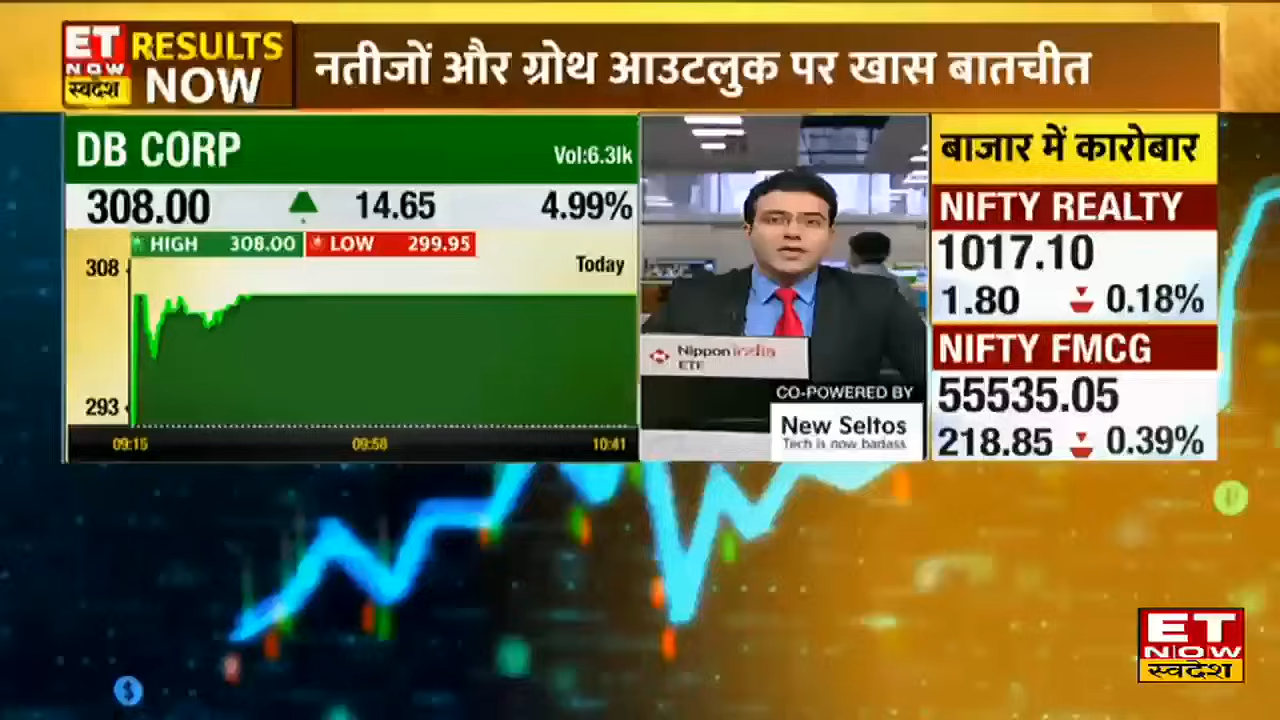 ET NOW स्वदेश
RESULTS NOW
नतीजों और ग्रोथ आउटलुक पर खास बातचीत
DB CORP
Vol:6.3lk
308.00 14.65 4.99%
HIGH 308.00 LOW 299.95
308
Today
293
09:15 09:58 10:41
Nippon india
ETF
CO-POWERED BY
New Seltos
Tech is now badass
बाजार में कारोबार
NIFTY REALTY
1017.10
1.80 0.18%
NIFTY FMCG
55535.05
218.85 0.39%
ET
NOW
स्वदेश